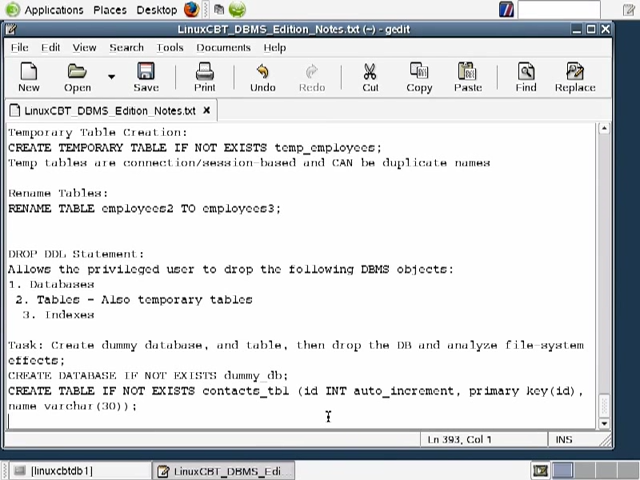 Applications Places Desktop
LinuxCBT_DBMS_Edition_Notes.txt (~) - gedit
File Edit View Search Tools Documents Help
New Open Save Print Undo Redo Cut Copy Paste Find Replace
LinuxCBT_DBMS_Edition_Notes.txt
Temporary Table Creation:
CREATE TEMPORARY TABLE IF NOT EXISTS temp_employees;
Temp tables are connection/session-based and CAN be duplicate names
Rename Tables:
RENAME TABLE employees2 TO employees3;
DROP DDL Statement:
Allows the privileged user to drop the following DBMS objects:
1. Databases
2. Tables - Also temporary tables
3. Indexes
Task: Create dummy database, and table, then drop the DB and analyze file-system
effects;
CREATE DATABASE IF NOT EXISTS dummy_db;
CREATE TABLE IF NOT EXISTS contacts_tbl (id INT auto_increment, primary key(id),
name varchar(30));
Ln 393, Col 1 INS
[linuxcbtdb1] LinuxCBT_DBMS_Edi